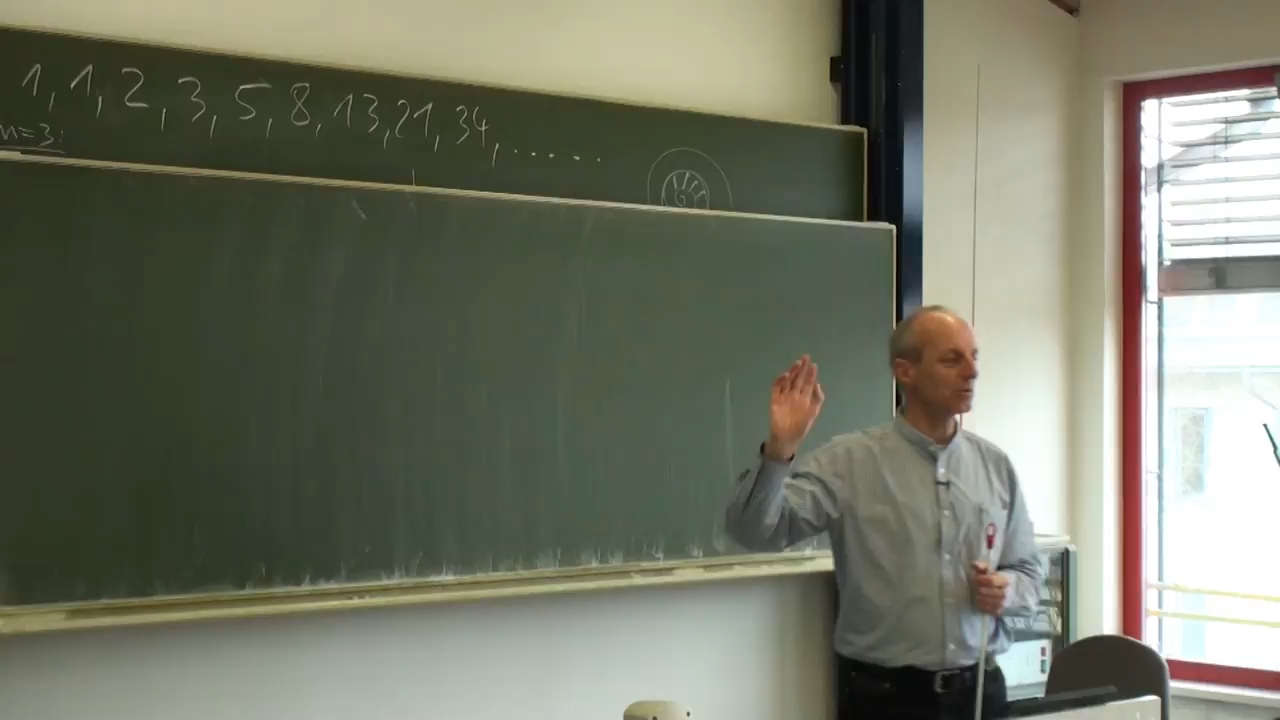 1, 1, 2, 3, 5, 8, 13, 21, 34, .....
n=3: